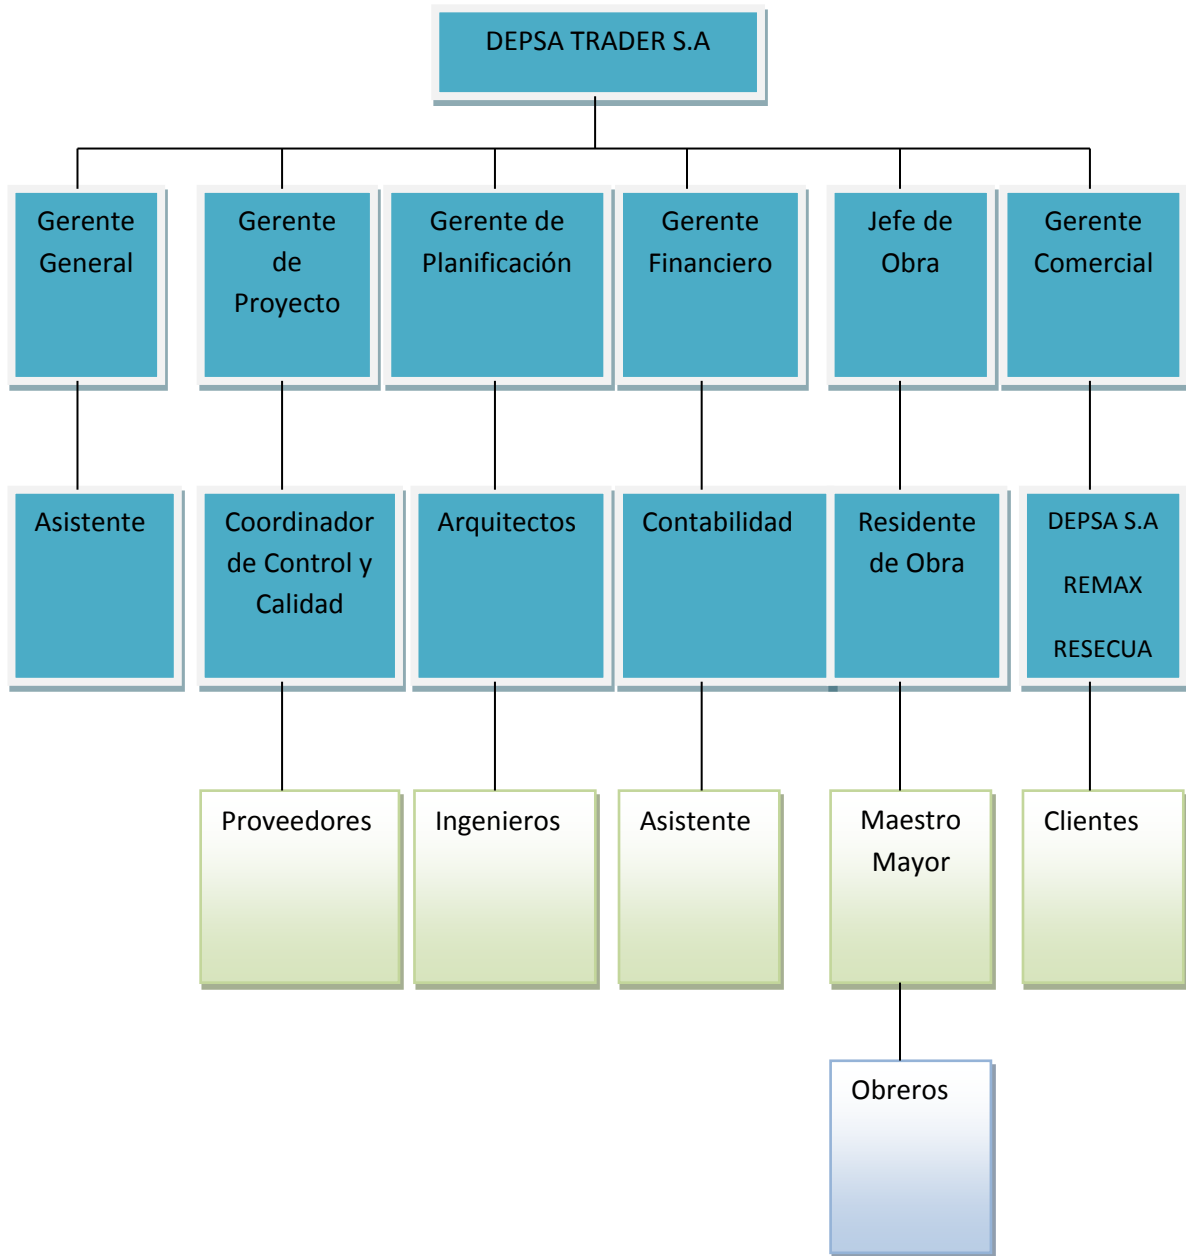 DEPSA TRADER S.A
Gerente
General
Gerente
de
Proyecto
Gerente de
Planificación
Gerente
Financiero
Jefe de
Obra
Gerente
Comercial
Asistente
Coordinador
de Control y
Calidad
Arquitectos
Contabilidad
Residente
de Obra
DEPSA S.A
REMAX
RESECUA
Proveedores
Ingenieros
Asistente
Maestro
Mayor
Clientes
Obreros